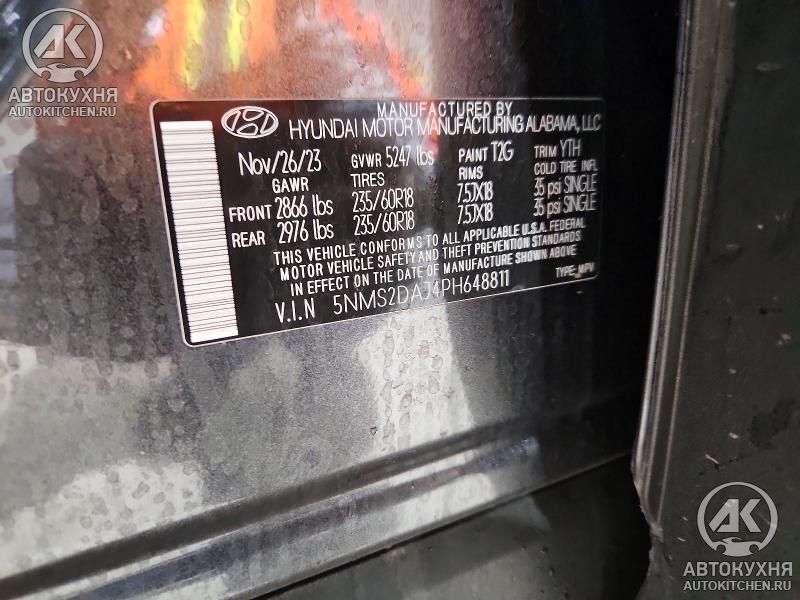 АК
АВТОКУХНЯ
AUTOKITCHEN.RU
MANUFACTURED BY
HYUNDAI MOTOR MANUFACTURING ALABAMA, LLC
Nov/26/23 GVWR 5247 lbs PAINT T2G TRIM YTH
GAWR TIRES RIMS COLD TIRE INFL
FRONT 2866 lbs 235/60R18 7.5JX18 35 psi SINGLE
REAR 2976 lbs 235/60R18 7.5JX18 35 psi SINGLE
THIS VEHICLE CONFORMS TO ALL APPLICABLE U.S.A. FEDERAL
MOTOR VEHICLE SAFETY AND THEFT PREVENTION STANDARDS
IN EFFECT ON THE DATE OF MANUFACTURE SHOWN ABOVE
V.I.N 5NMS2DAJ4PH648811 TYPE: MPV
АК
АВТОКУХНЯ
AUTOKITCHEN.RU